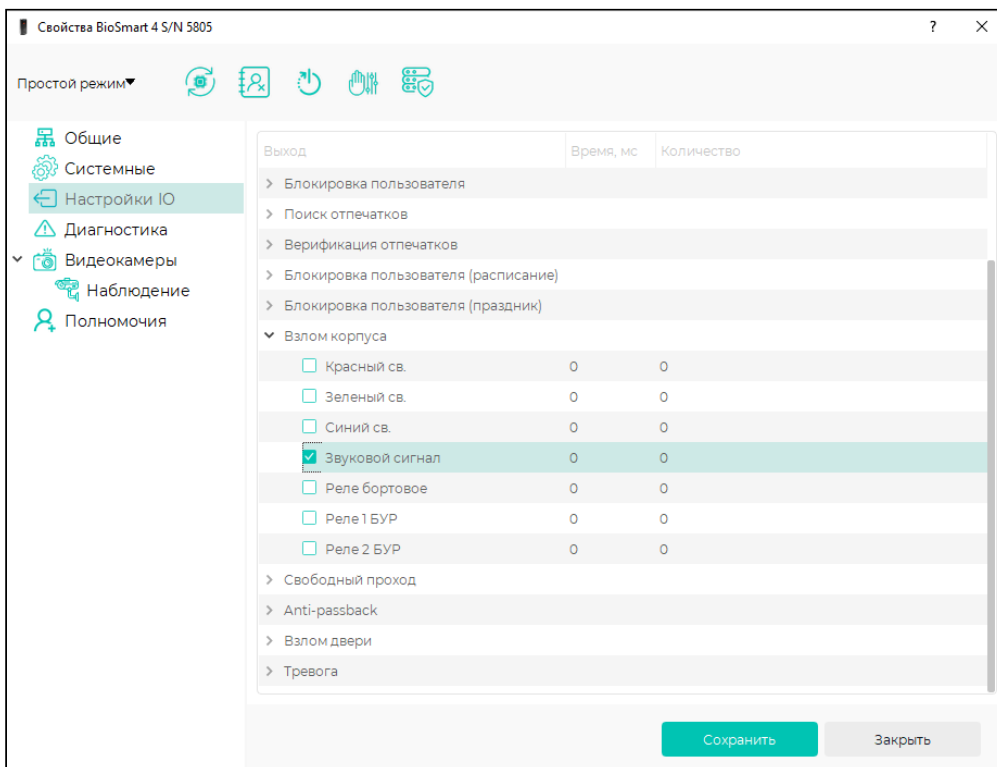 Свойства BioSmart 4 S/N 5805 ?
Простой режим
Общие
Системные
Настройки IO
Диагностика
Видеокамеры
Наблюдение
Полномочия
Выход Время, мс Количество
Блокировка пользователя
Поиск отпечатков
Верификация отпечатков
Блокировка пользователя (расписание)
Блокировка пользователя (праздник)
Взлом корпуса
Красный св. 0 0
Зеленый св. 0 0
Синий св. 0 0
Звуковой сигнал 0 0
Реле бортовое 0 0
Реле 1 БУР 0 0
Реле 2 БУР 0 0
Свободный проход
Anti-passback
Взлом двери
Тревога
Сохранить Закрыть